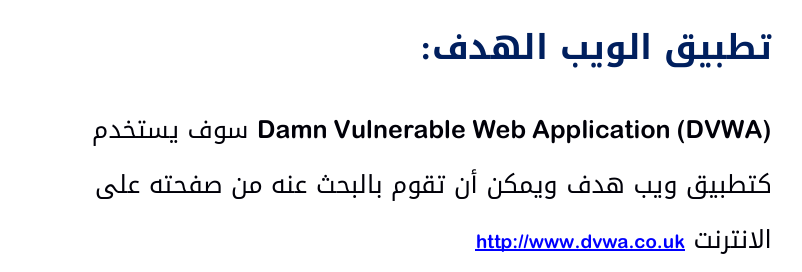 تطبيق الويب الهدف:
Damn Vulnerable Web Application (DVWA) سوف يستخدم
كتطبيق ويب هدف ويمكن أن تقوم بالبحث عنه من صفحته على
الانترنت http://www.dvwa.co.uk